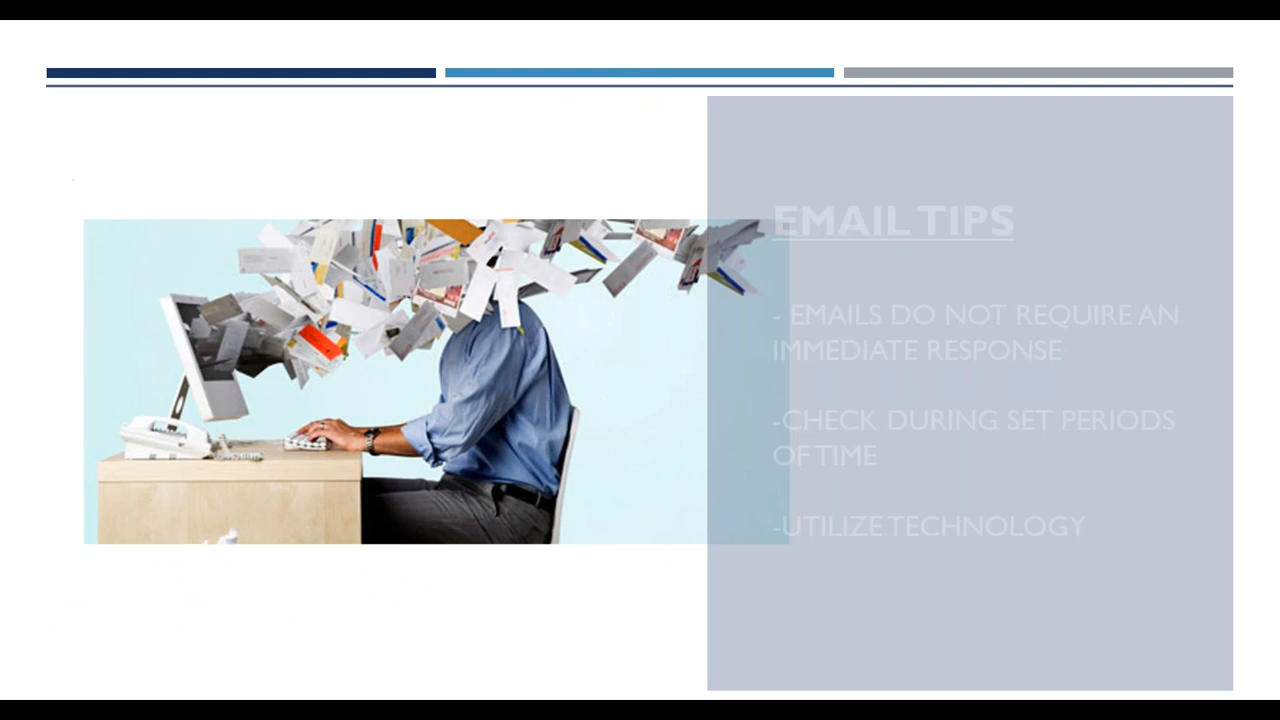 EMAIL TIPS
- EMAILS DO NOT REQUIRE AN
IMMEDIATE RESPONSE
-CHECK DURING SET PERIODS
OF TIME
-UTILIZE TECHNOLOGY